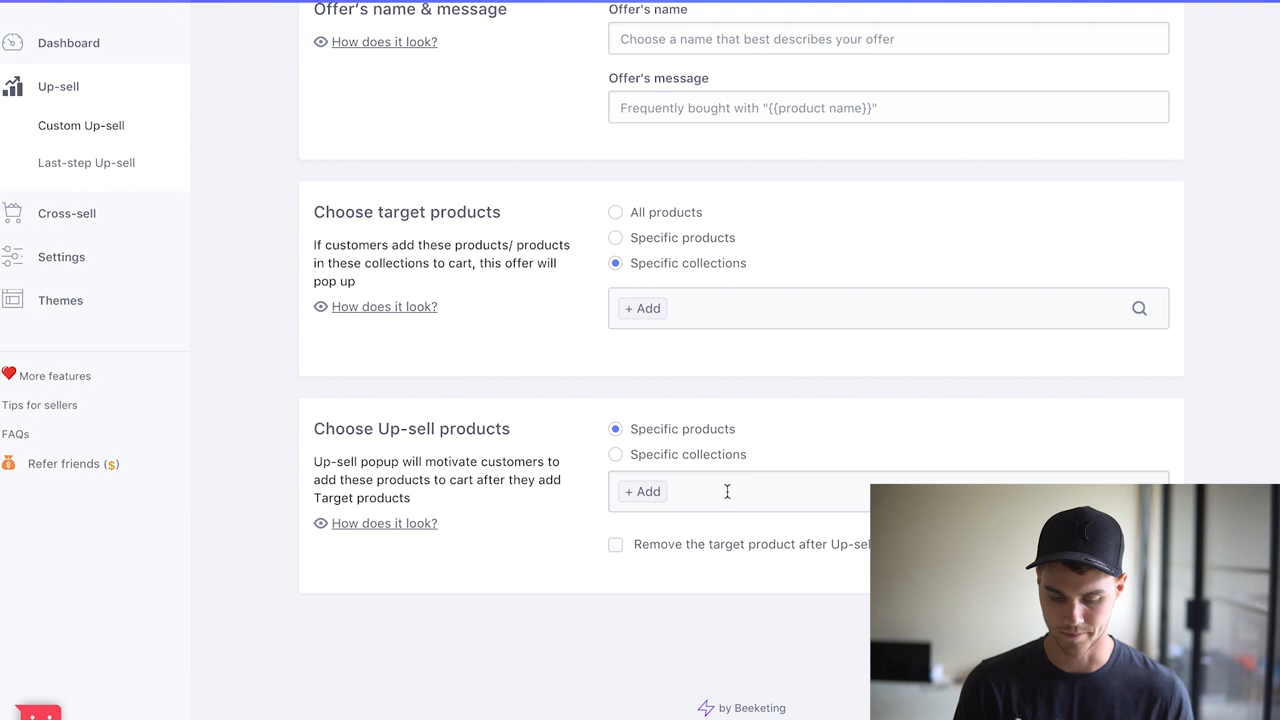 Dashboard
Up-sell
Custom Up-sell
Last-step Up-sell
Cross-sell
Settings
Themes
More features
Tips for sellers
FAQs
Refer friends ($)
Offer's name & message
How does it look?
Offer's name
Choose a name that best describes your offer
Offer's message
Frequently bought with "{{product name}}"
Choose target products
If customers add these products/ products
in these collections to cart, this offer will
pop up
How does it look?
All products
Specific products
Specific collections
+ Add
Choose Up-sell products
Up-sell popup will motivate customers to
add these products to cart after they add
Target products
How does it look?
Specific products
Specific collections
+ Add
Remove the target product after Up-sel
by Beeketing